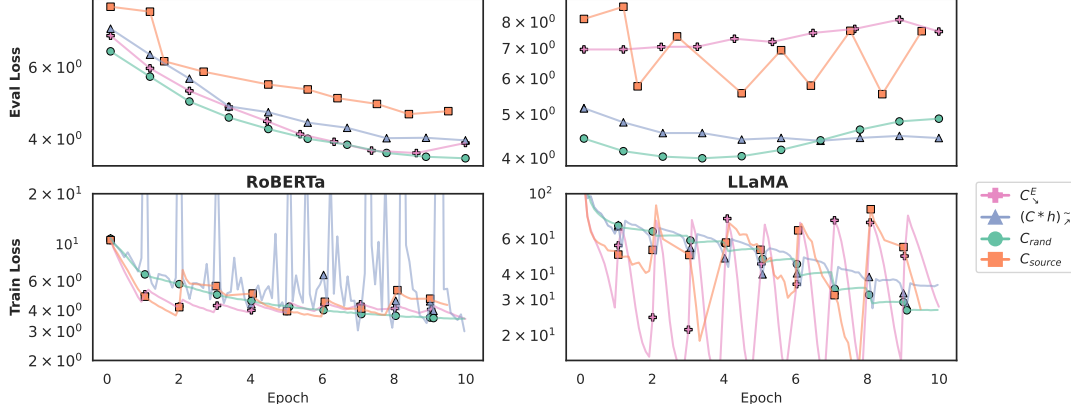 Eval Loss
6 × 10⁰
4 × 10⁰
8 × 10⁰
7 × 10⁰
6 × 10⁰
5 × 10⁰
4 × 10⁰
RoBERTa
LLaMA
Train Loss
2 × 10¹
10¹
6 × 10⁰
4 × 10⁰
3 × 10⁰
2 × 10⁰
0 2 4 6 8 10
Epoch
10²
6 × 10¹
4 × 10¹
3 × 10¹
2 × 10¹
0 2 4 6 8 10
Epoch
C^E_↘
(C * h)
C_rand
C_source